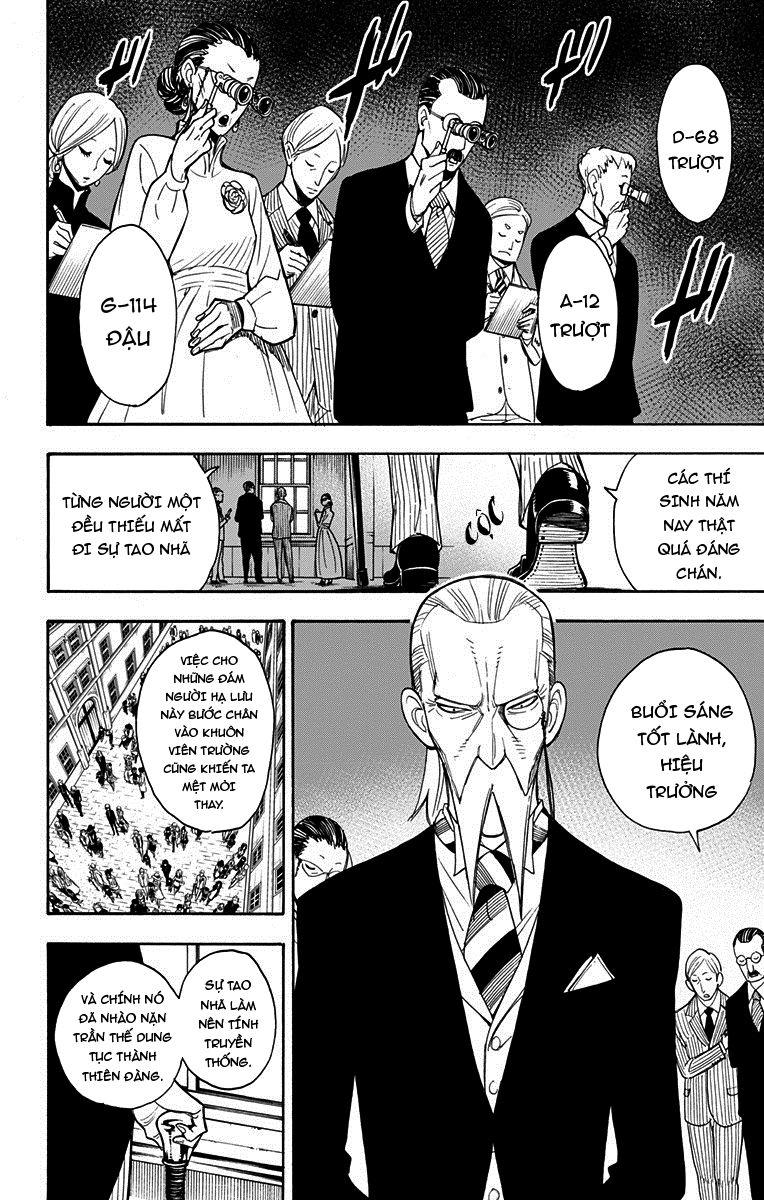 D-68
TRƯỢT
A-12
TRƯỢT
G-114
ĐẬU
CÁC THÍ
SINH NĂM
NAY THẬT
QUÁ ĐÁNG
CHÁN.
CỘC
TỪNG NGƯỜI MỘT
ĐỀU THIẾU MẤT
ĐI SỰ TAO NHÃ
BUỔI SÁNG
TỐT LÀNH,
HIỆU
TRƯỞNG
VIỆC CHO
NHỮNG ĐÁM
NGƯỜI HẠ LƯU
NÀY BƯỚC CHÂN
VÀO KHUÔN
VIÊN TRƯỜNG
CŨNG KHIẾN TA
MỆT MỎI
THAY.
SỰ TAO
NHÃ LÀM
NÊN TÍNH
TRUYỀN
THỐNG.
VÀ CHÍNH NÓ
ĐÃ NHÀO NẶN
TRẦN THẾ DUNG
TỤC THÀNH
THIÊN ĐÀNG.